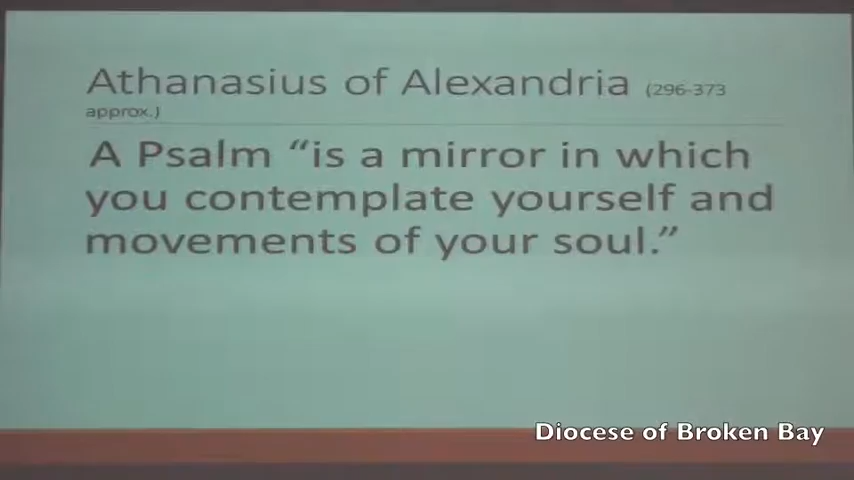 Athanasius of Alexandria (296-373
approx.)
A Psalm “is a mirror in which
you contemplate yourself and
movements of your soul.”
Diocese of Broken Bay